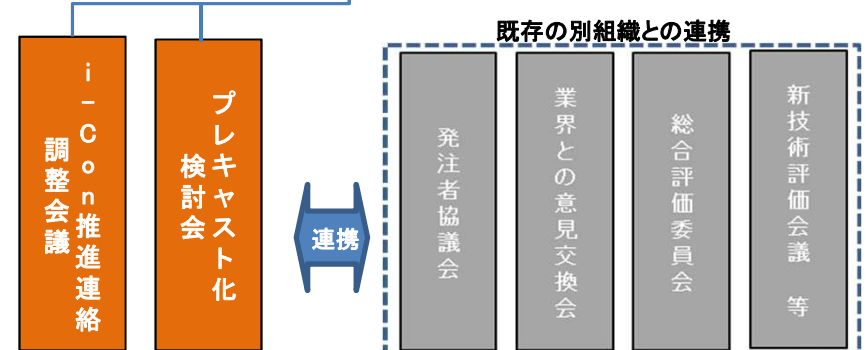 既存の別組織との連携
i－Con推進連絡
調整会議
プレキャスト化
検討会
連携
発注者協議会
業界との意見交換会
総合評価委員会
新技術評価会議　等